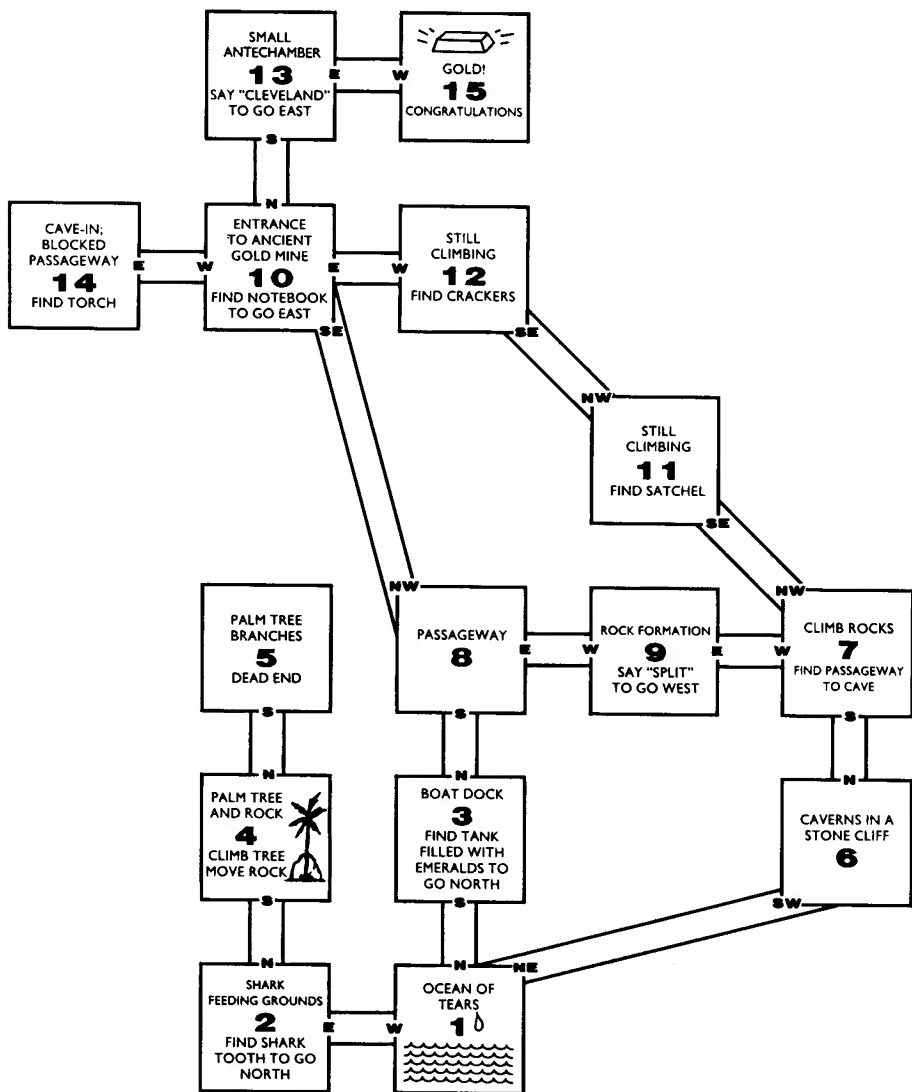 SMALL
ANTECHAMBER
13
SAY "CLEVELAND"
TO GO EAST
E
S
W
GOLD!
15
CONGRATULATIONS
CAVE-IN;
BLOCKED
PASSAGEWAY
14
FIND TORCH
E
N
ENTRANCE
TO ANCIENT
GOLD MINE
W
10
E
FIND NOTEBOOK
TO GO EAST
SE
STILL
CLIMBING
W
12
FIND CRACKERS
SE
NW
STILL
CLIMBING
11
FIND SATCHEL
SE
PALM TREE
BRANCHES
5
DEAD END
S
NW
PASSAGEWAY
8
E
S
ROCK FORMATION
W
9
E
SAY "SPLIT"
TO GO WEST
NW
CLIMB ROCKS
W
7
FIND PASSAGEWAY
TO CAVE
S
N
PALM TREE
AND ROCK
4
CLIMB TREE
MOVE ROCK
S
N
BOAT DOCK
3
FIND TANK
FILLED WITH
EMERALDS TO
GO NORTH
S
N
CAVERNS IN A
STONE CLIFF
6
SW
N
SHARK
FEEDING GROUNDS
2
E
FIND SHARK
TOOTH TO GO
NORTH
N
NE
OCEAN OF
TEARS
W
1